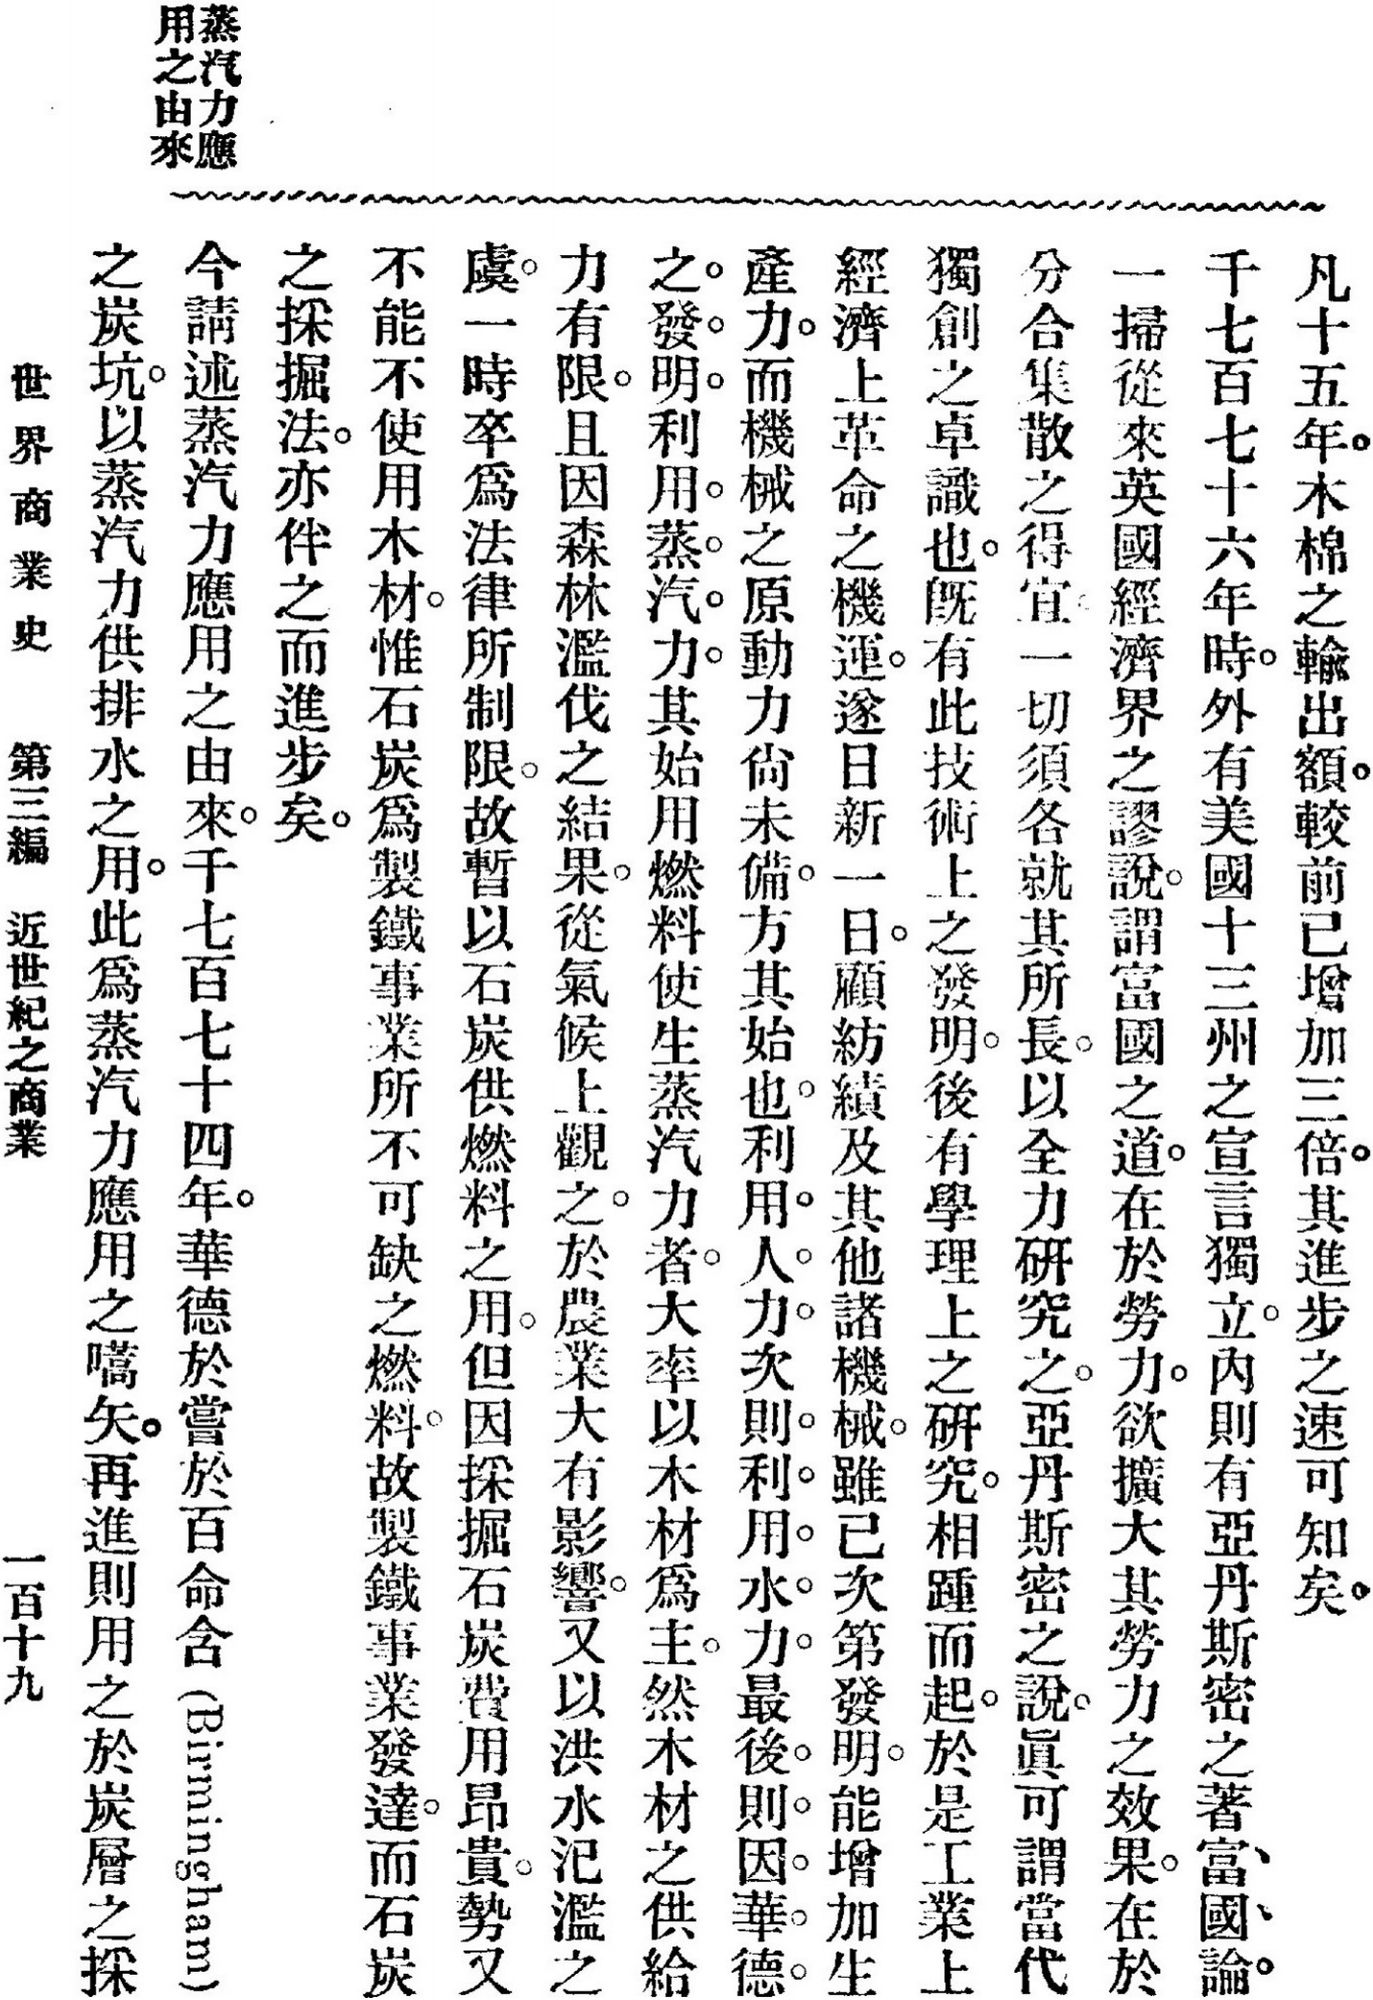 蒸汽力應
用之由來
凡十五年。木棉之輸出額。較前已增加三倍。其進步之速可知矣。
千七百七十六年時。外有美國十三州之宣言獨立。內則有亞丹斯密之著富、國、論。
一掃從來英國經濟界之謬說。謂富國之道。在於勞力。欲擴大其勞力之效果。在於
分合集散之得宜。一切須各就其所長。以全力硏究之。亞丹斯密之說。眞可謂當代
獨創之卓識也。旣有此技術上之發明。後有學理上之硏究。相踵而起。於是工業上
經濟上革命之機運。遂日新一日。顧紡績及其他諸機械。雖已次第發明。能增加生
產力。而機械之原動力尙未備。方其始也。利用。人。力。次則。利。用。水。力。最後。則。因。華。德。
之。發。明。利用。蒸。汽。力。其始用燃料使生蒸汽力者。大率以木材爲主。然木材之供給
力有限。且因森林濫伐之結果。從氣候上觀之。於農業大有影響。又以洪水汜濫之
虞。一時卒爲法律所制限。故暫以石炭供燃料之用。但因採掘石炭費用昂貴。勢又
不能不使用木材。惟石炭爲製鐵事業所不可缺之燃料。故製鐵事業發達。而石炭
之採掘法。亦伴之而進步矣。
今請述蒸汽力應用之由來。千七百七十四年。華德於嘗於百命含 (Birmingham)
之炭坑。以蒸汽力供排水之用。此爲蒸汽力應用之嚆矢。再進則用之於炭層之採
世界商業史 第三編 近世紀之商業 一百十九